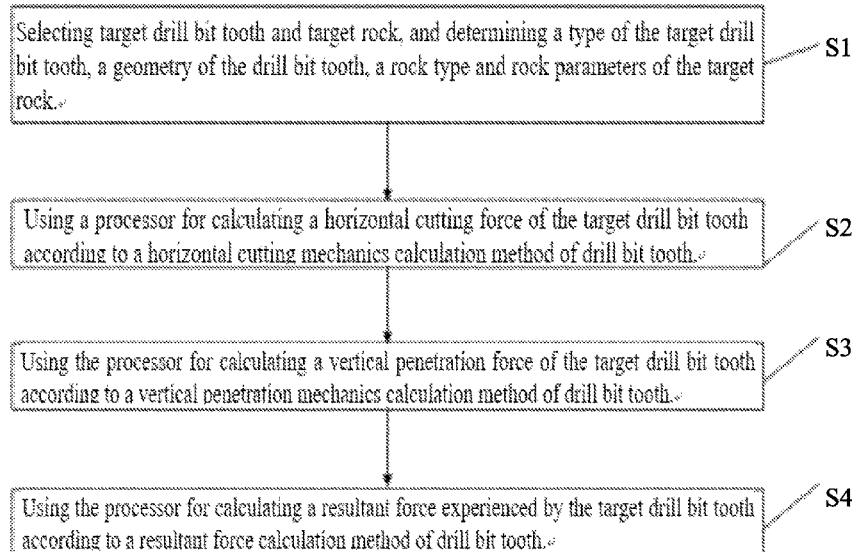 Selecting target drill bit tooth and target rock, and determining a type of the target drill
bit tooth, a geometry of the drill bit tooth, a rock type and rock parameters of the target
rock.
S1
Using a processor for calculating a horizontal cutting force of the target drill bit tooth
according to a horizontal cutting mechanics calculation method of drill bit tooth.
S2
Using the processor for calculating a vertical penetration force of the target drill bit tooth
according to a vertical penetration mechanics calculation method of drill bit tooth.
S3
Using the processor for calculating a resultant force experienced by the target drill bit tooth
according to a resultant force calculation method of drill bit tooth.
S4